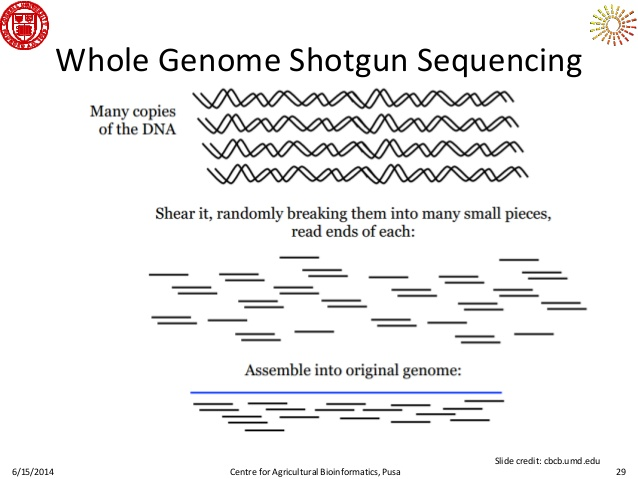 Whole Genome Shotgun Sequencing
Many copies
of the DNA
Shear it, randomly breaking them into many small pieces,
read ends of each:
Assemble into original genome:
Slide credit: cbcb.umd.edu
6/15/2014
Centre for Agricultural Bioinformatics, Pusa
29